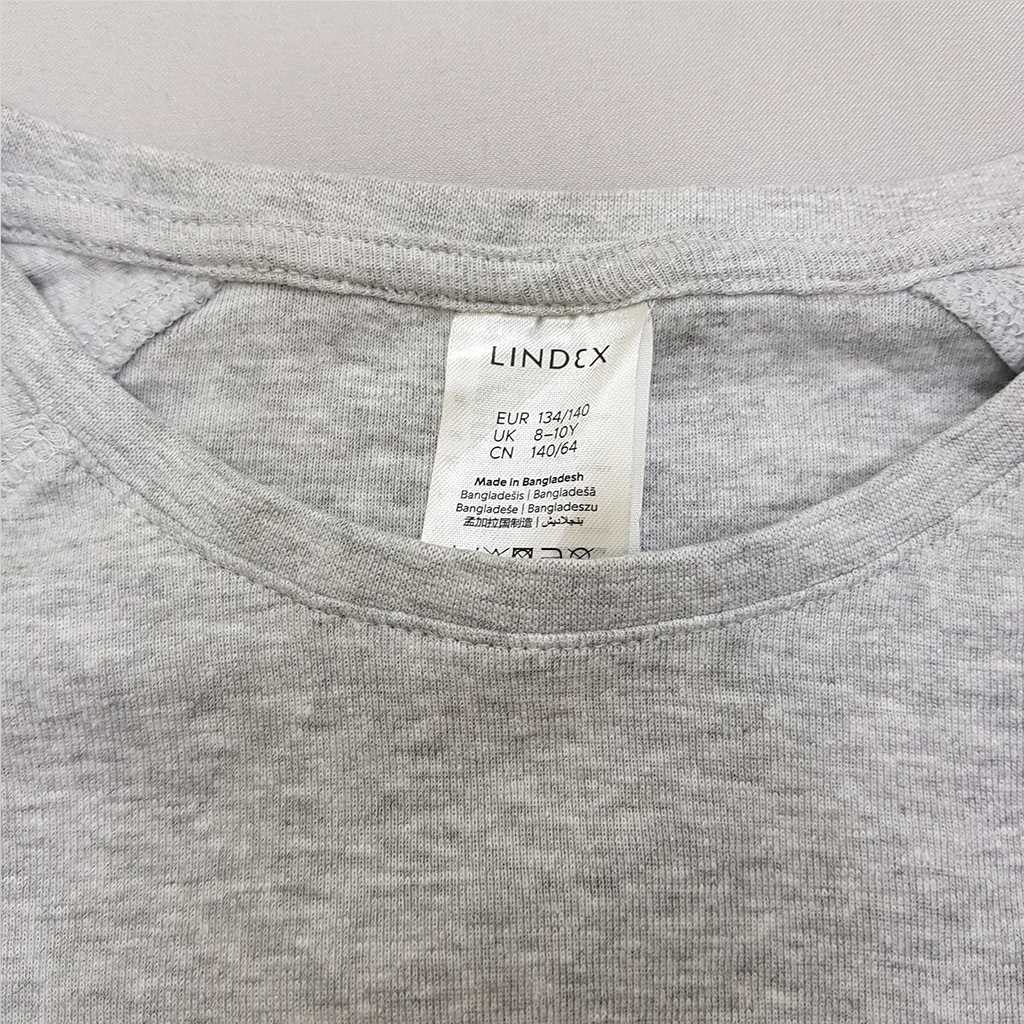 LINDEX
EUR 134/140
UK 8–10Y
CN 140/64
Made in Bangladesh
Bangladešis | Bangladešā
Bangladeše | Bangladeszu
孟加拉国制造 | بنجلاديش